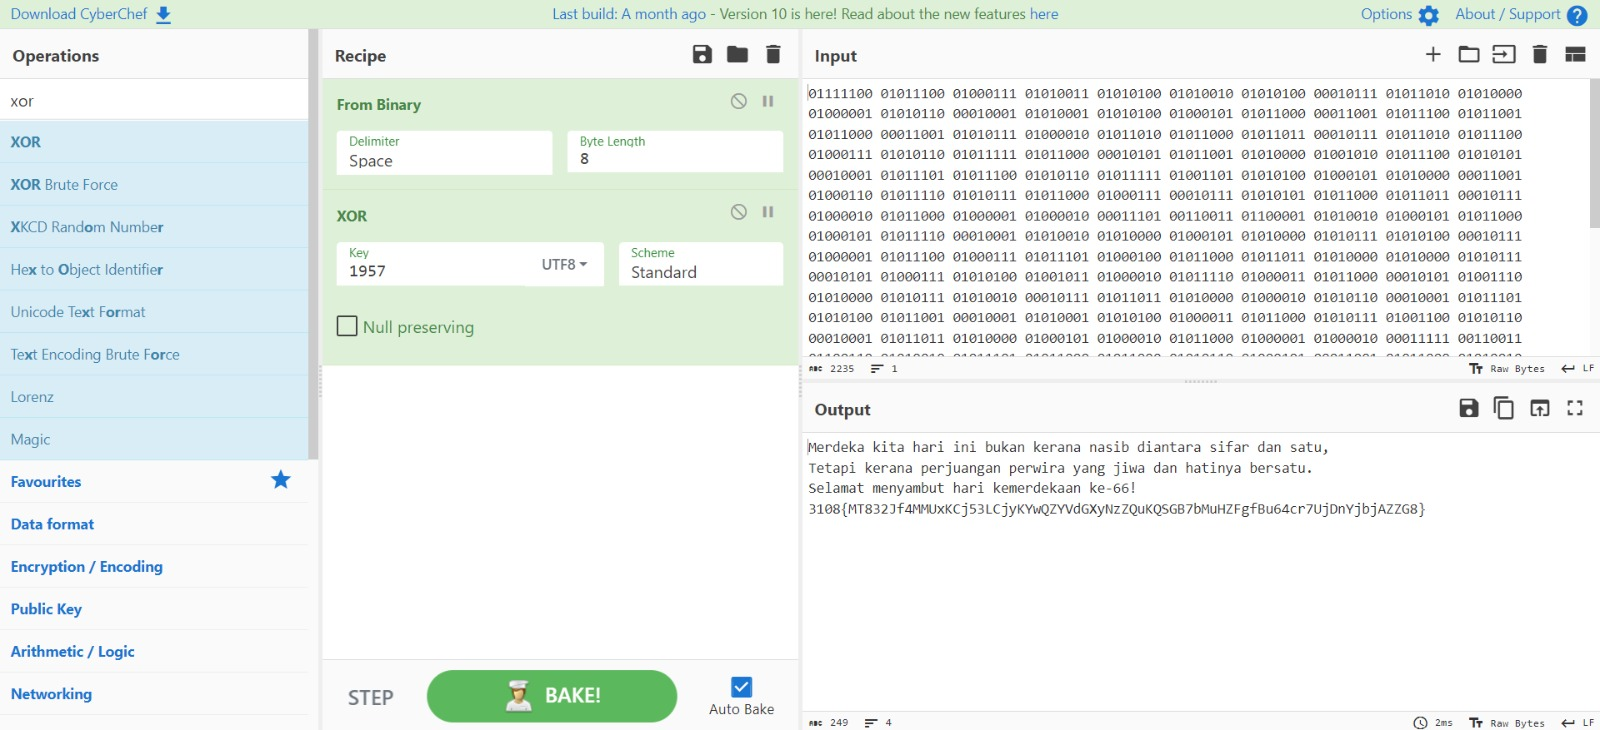 Download CyberChef
Last build: A month ago - Version 10 is here! Read about the new features here
Options
About / Support
Operations
xor
XOR
XOR Brute Force
XKCD Random Number
Hex to Object Identifier
Unicode Text Format
Text Encoding Brute Force
Lorenz
Magic
Favourites
Data format
Encryption / Encoding
Public Key
Arithmetic / Logic
Networking
Recipe
From Binary
Delimiter
Space
Byte Length
8
XOR
Key
1957
UTF8
Scheme
Standard
Null preserving
STEP
BAKE!
Auto Bake
Input
01111100 01011100 01000111 01010011 01010100 01010010 01010100 00010111 01011010 01010000
01000001 01010110 00010001 01010001 01010100 01000101 01011000 00011001 01011100 01011001
01011000 00011001 01010111 01000010 01011010 01011000 01011011 00010111 01011010 01011100
01000111 01010110 01011111 01011000 00010101 01011001 01010000 01001010 01011100 01010101
00010001 01011101 01011100 01010110 01011111 01001101 01010100 01000101 01010000 00011001
01000110 01011110 01010111 01011000 01000111 00010111 01010101 01011000 01011011 00010111
01000010 01011000 01000001 01000010 00011101 00110011 01100001 01010010 01000101 01011000
01000101 01011110 00010001 01010010 01010000 01000101 01010000 01010111 01010100 00010111
01000001 01011100 01000111 01011101 01000100 01011000 01011011 01010000 01010000 01010111
00010101 01000111 01010100 01001011 01000010 01011110 01000011 01011000 00010101 01001110
01010000 01010111 01010010 00010111 01011011 01010000 01000010 01010110 00010001 01011101
01010100 01011001 00010101 01010001 01010100 01000011 01011000 01010111 01001100 01010110
00010001 01011011 01010000 01000101 01000010 01011000 01000001 01000010 00011111 00110011
2235
1
Raw Bytes
LF
Output
Merdeka kita hari ini bukan kerana nasib diantara sifar dan satu,
Tetapi kerana perjuangan perwira yang jiwa dan hatinya bersatu.
Selamat menyambut hari kemerdekaan ke-66!
3108{MT832Jf4MMUxKCj53LCjyKYwQZYVdGXyNzZQuKQSGB7bMuHZFgfBu64cr7UjDnYjbjAZZG8}
249
4
2ms
Raw Bytes
LF